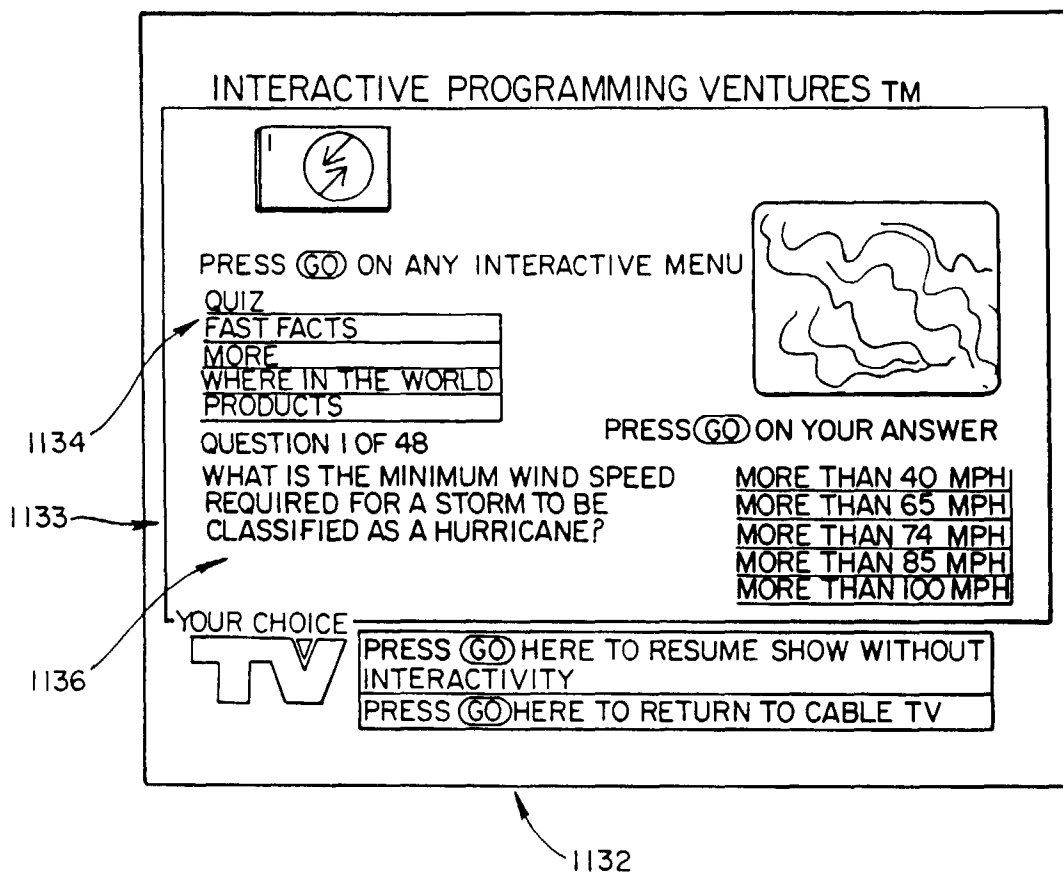 INTERACTIVE PROGRAMMING VENTURES TM
PRESS GO ON ANY INTERACTIVE MENU
QUIZ
FAST FACTS
MORE
WHERE IN THE WORLD
PRODUCTS
1134
QUESTION 1 OF 48
PRESS GO ON YOUR ANSWER
WHAT IS THE MINIMUM WIND SPEED
REQUIRED FOR A STORM TO BE
CLASSIFIED AS A HURRICANE?
MORE THAN 40 MPH
MORE THAN 65 MPH
MORE THAN 74 MPH
MORE THAN 85 MPH
MORE THAN 100 MPH
1133
YOUR CHOICE
TV
1136
PRESS GO HERE TO RESUME SHOW WITHOUT
INTERACTIVITY
PRESS GO HERE TO RETURN TO CABLE TV
1132